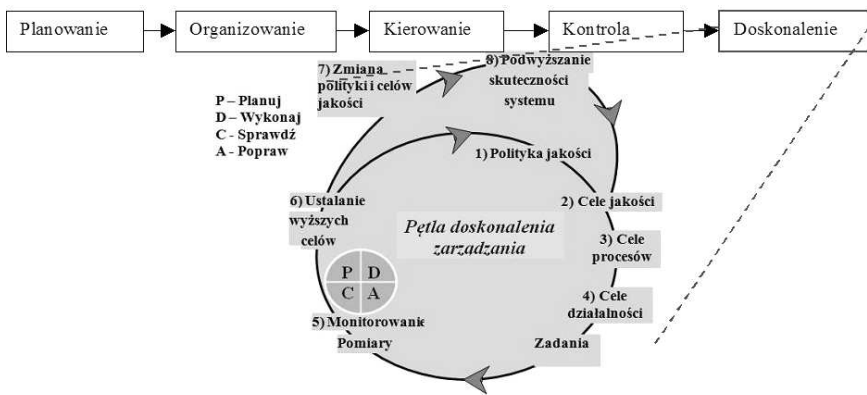 Planowanie
Organizowanie
Kierowanie
Kontrola
Doskonalenie
7) Zmiana
polityki i celów
jakości
8) Podwyższanie
skuteczności
systemu
P – Planuj
D – Wykonaj
C - Sprawdź
A - Popraw
1) Polityka jakości
6) Ustalanie
wyższych
celów
2) Cele jakości
Pętla doskonalenia
zarządzania
3) Cele
procesów
P D
C A
4) Cele
działalności
5) Monitorowanie
Pomiary
Zadania